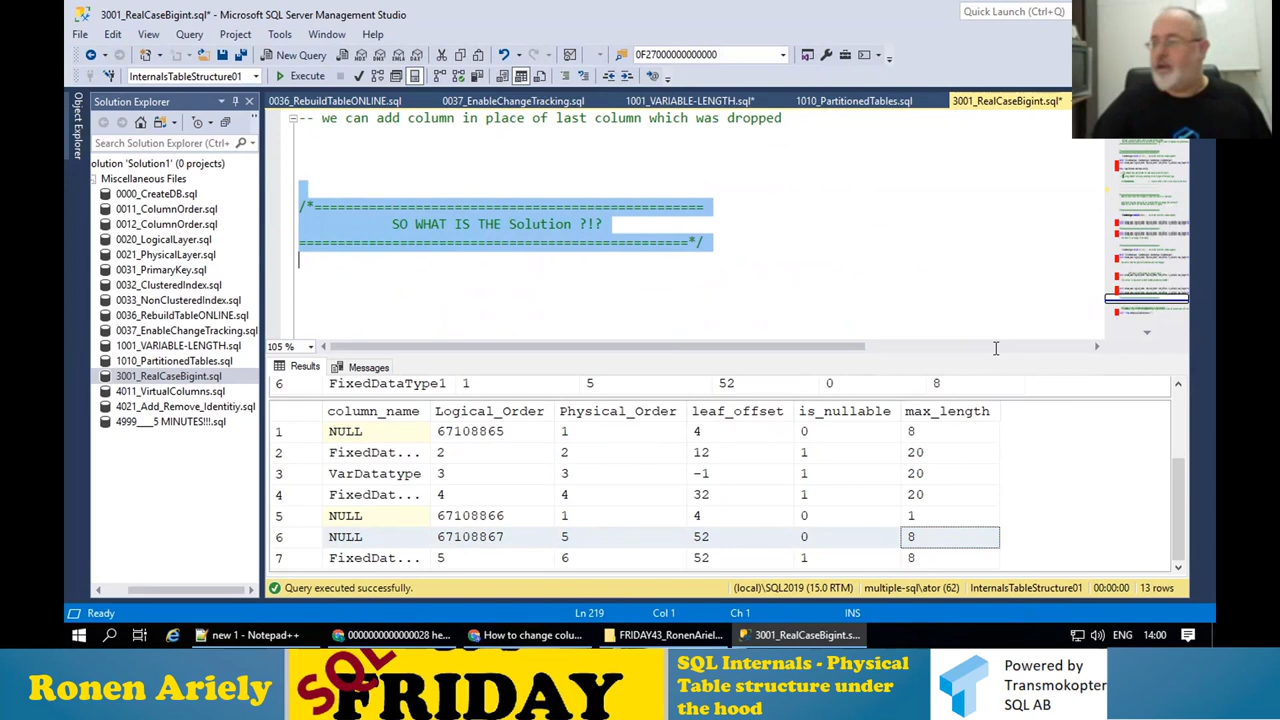 3001_RealCaseBigint.sql* - Microsoft SQL Server Management Studio
Quick Launch (Ctrl+Q)
File Edit View Query Project Tools Window Help
New Query
0F27000000000000
InternalsTableStructure01
Execute
Object Explorer
Solution Explorer
0036_RebuildTableONLINE.sql
0037_EnableChangeTracking.sql
1001_VARIABLE-LENGTH.sql*
1010_PartitionedTables.sql
3001_RealCaseBigint.sql*
Search Solution Explorer (Ctrl+
olution 'Solution1' (0 projects)
Miscellaneous Files
0000_CreateDB.sql
0011_ColumnOrder.sql
0012_ColumnOrder.sql
0020_LogicalLayer.sql
0021_PhysicalLayer.sql
0031_PrimaryKey.sql
0032_ClusteredIndex.sql
0033_NonClusteredIndex.sql
0036_RebuildTableONLINE.sql
0037_EnableChangeTracking.sql
1001_VARIABLE-LENGTH.sql
1010_PartitionedTables.sql
3001_RealCaseBigint.sql
4011_VirtualColumns.sql
4021_Add_Remove_Identitiy.sql
4999___5 MINUTES!!!.sql
-- we can add column in place of last column which was dropped
/*================================================
SO WHAT THE Solution ?!?
================================================*/
105 %
Results Messages
6 FixedDataType1 1 5 52 0 8
column_name Logical_Order Physical_Order leaf_offset is_nullable max_length
1 NULL 67108865 1 4 0 8
2 FixedDat... 2 2 12 1 20
3 VarDatatype 3 3 -1 1 20
4 FixedDat... 4 4 32 1 20
5 NULL 67108866 1 4 0 1
6 NULL 67108867 5 52 0 8
7 FixedDat... 5 6 52 1 8
Query executed successfully. (local)\SQL2019 (15.0 RTM) multiple-sql\ator (62) InternalsTableStructure01 00:00:00 13 rows
Ready Ln 219 Col 1 Ch 1 INS
new 1 - Notepad++
0000000000000028 he...
How to change colu...
FRIDAY43_RonenAriel...
3001_RealCaseBigint.s...
ENG 14:00
Ronen Ariely
SQL
FRIDAY
SQL Internals - Physical
Table structure under
the hood
Powered by
Transmokopter
SQL AB